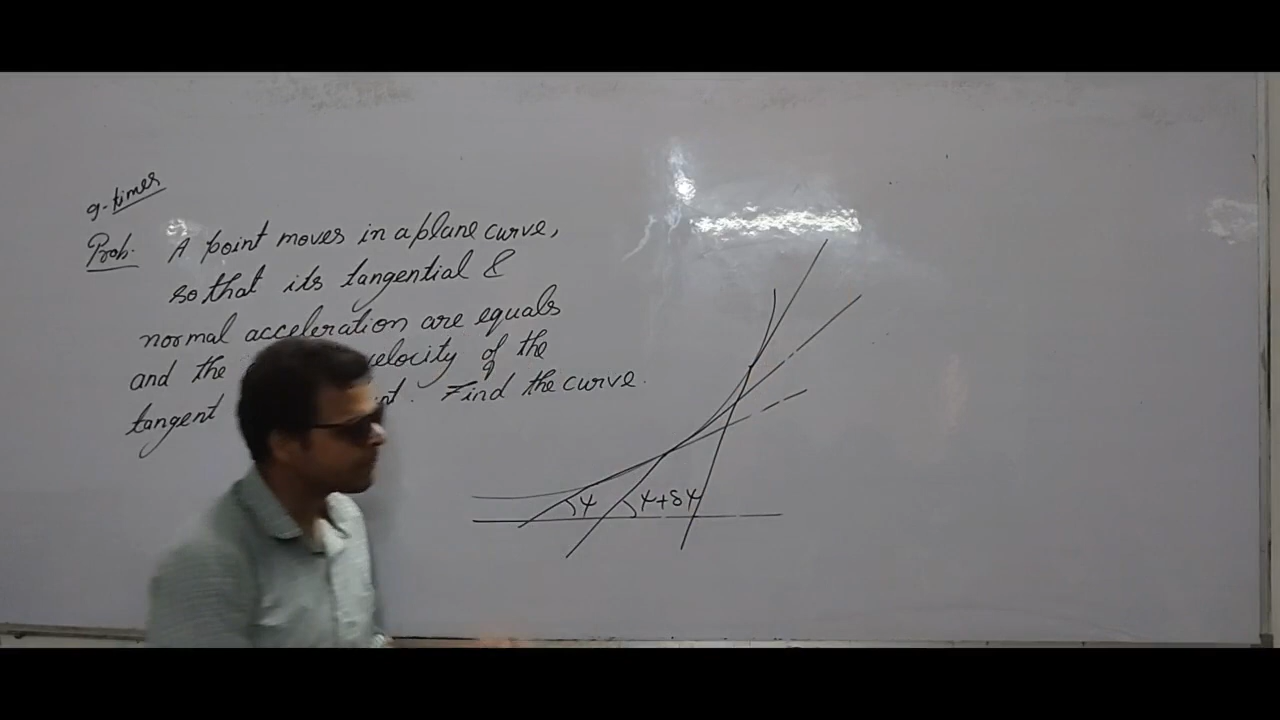 9-times
Prob. A point moves in a plane curve,
so that its tangential &
normal acceleration are equals
and the velocity of the
tangent Find the curve.
ψ ψ+δψ